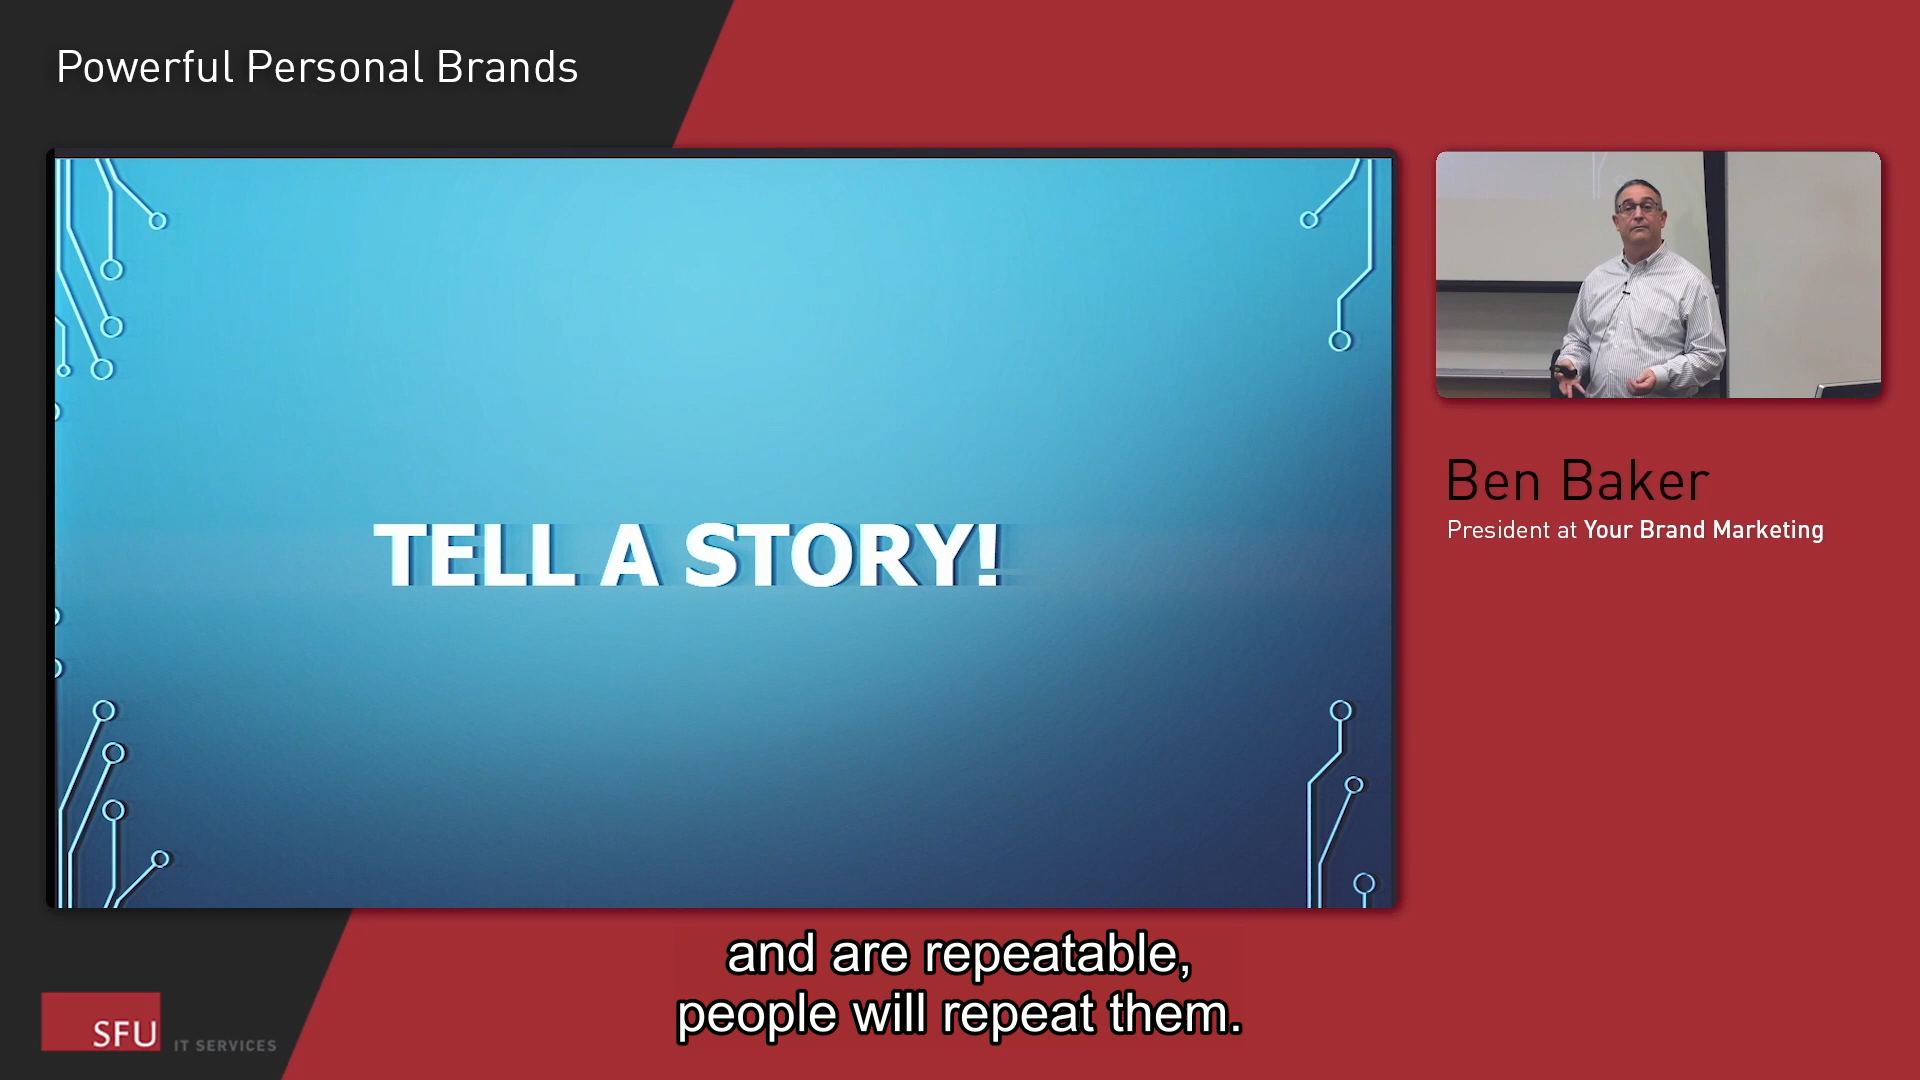 Powerful Personal Brands
TELL A STORY!
Ben Baker
President at Your Brand Marketing
and are repeatable,
people will repeat them.
SFU IT SERVICES